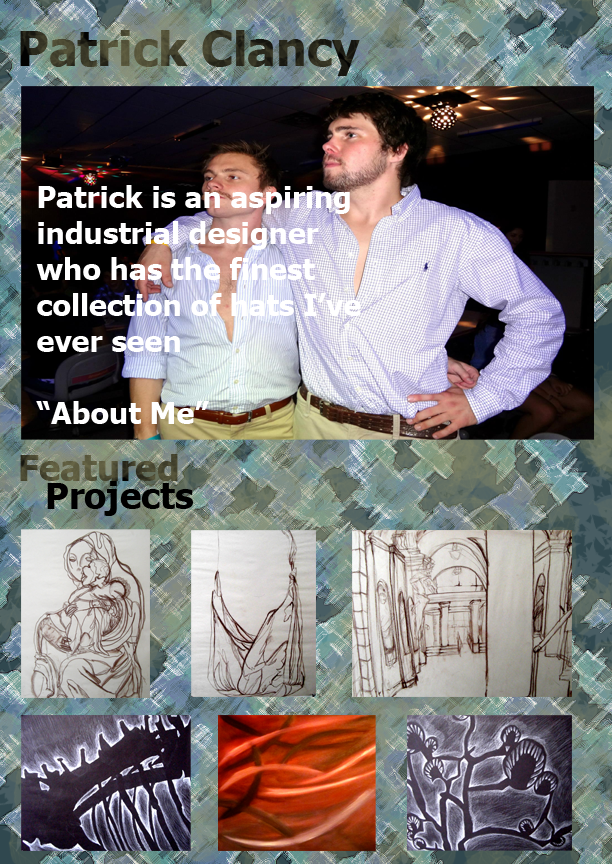 Patrick Clancy
Patrick is an aspiring
industrial designer
who has the finest
collection of hats I've
ever seen
“About Me”
Featured
Projects